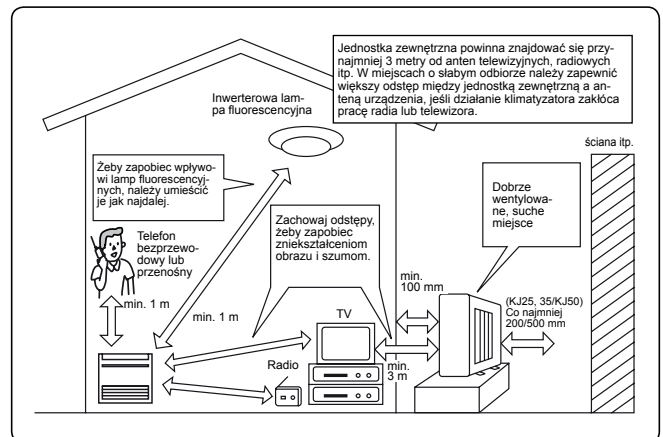 Jednostka zewnętrzna powinna znajdować się przy-
najmniej 3 metry od anten telewizyjnych, radiowych
itp. W miejscach o słabym odbiorze należy zapewnić
większy odstęp między jednostką zewnętrzną a an-
teną urządzenia, jeśli działanie klimatyzatora zakłóca
pracę radia lub telewizora.
Inwerterowa lam-
pa fluorescencyjna
ściana itp.
Żeby zapobiec wpływo-
wi lamp fluorescencyj-
nych, należy umieścić
je jak najdalej.
Dobrze
wentylowa-
ne, suche
miejsce
Zachowaj odstępy,
żeby zapobiec
zniekształceniom
obrazu i szumom.
Telefon
bezprzewo-
dowy lub
przenośny
min.
100 mm
min. 1 m
min. 1 m
TV
(KJ25, 35/KJ50)
Co najmniej
200/500 mm
Radio
min.
3 m